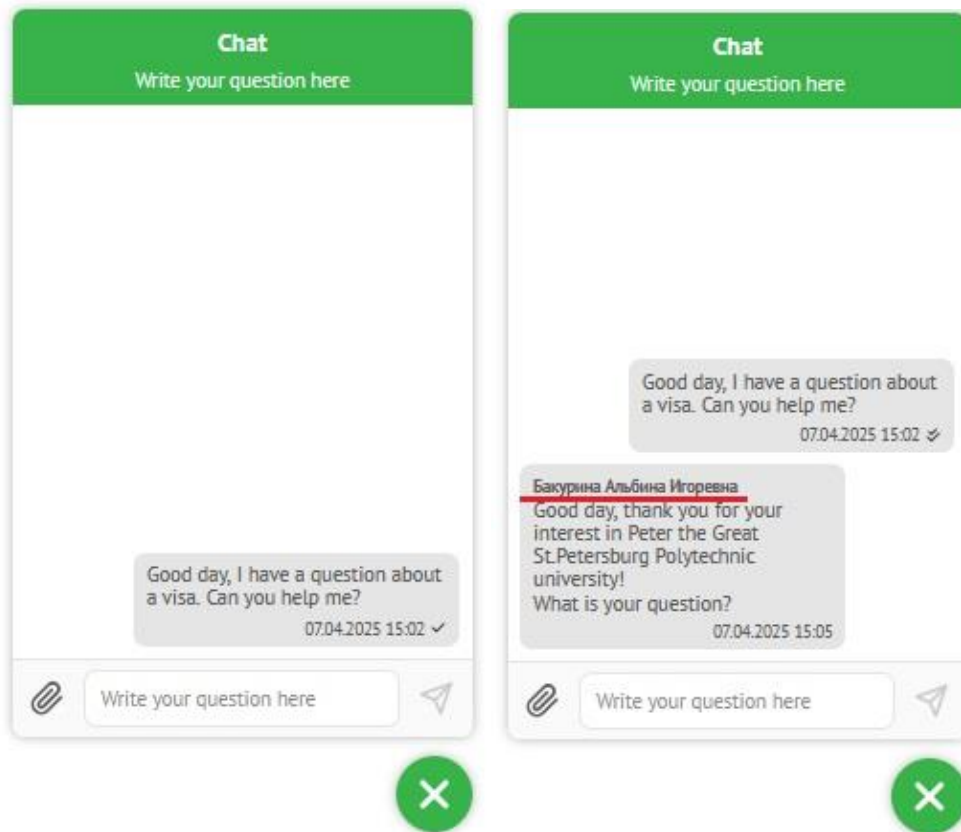 Chat
Write your question here
Good day, I have a question about
a visa. Can you help me?
07.04.2025 15:02
Write your question here
Chat
Write your question here
Good day, I have a question about
a visa. Can you help me?
07.04.2025 15:02
Бакурина Альбина Игоревна
Good day, thank you for your
interest in Peter the Great
St.Petersburg Polytechnic
university!
What is your question?
07.04.2025 15:05
Write your question here